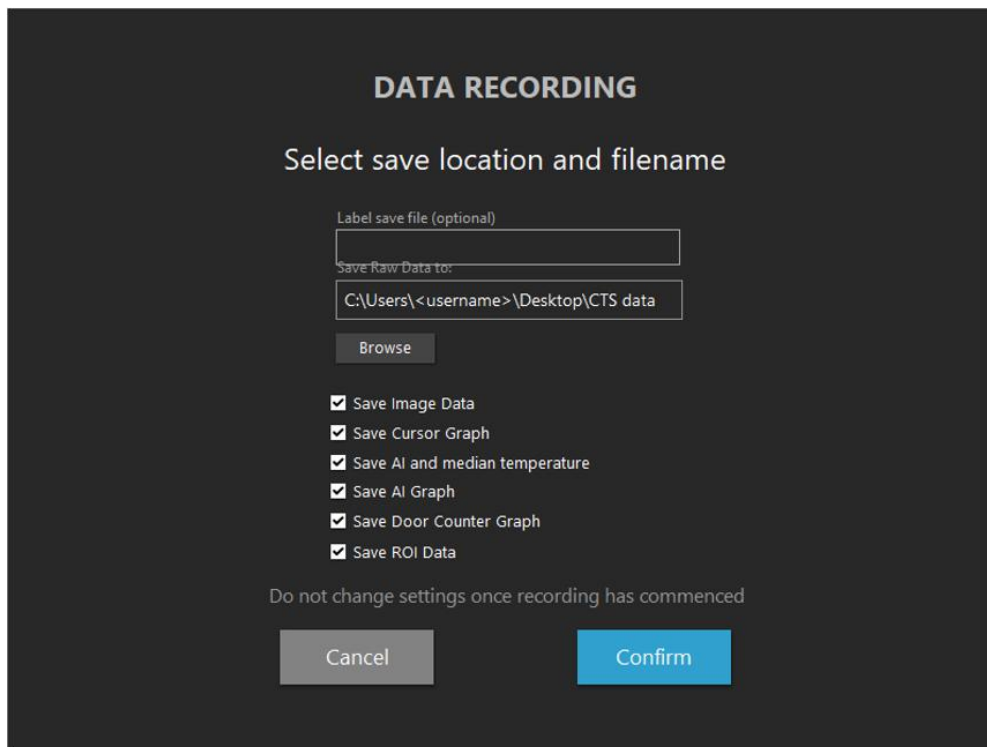 DATA RECORDING
Select save location and filename
Label save file (optional)
Save Raw Data to:
C:\Users\<username>\Desktop\CTS data
Browse
Save Image Data
Save Cursor Graph
Save AI and median temperature
Save AI Graph
Save Door Counter Graph
Save ROI Data
Do not change settings once recording has commenced
Cancel
Confirm